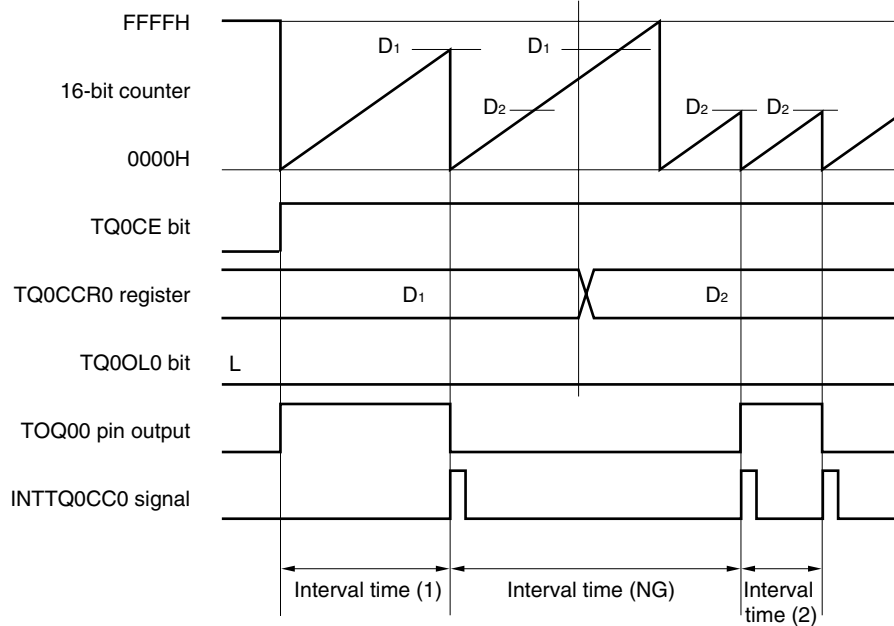 FFFFH
D1
D1
16-bit counter
D2
D2
D2
0000H
TQ0CE bit
TQ0CCR0 register
D1
D2
TQ0OL0 bit
L
TOQ00 pin output
INTTQ0CC0 signal
Interval time (1)
Interval time (NG)
Interval
time (2)